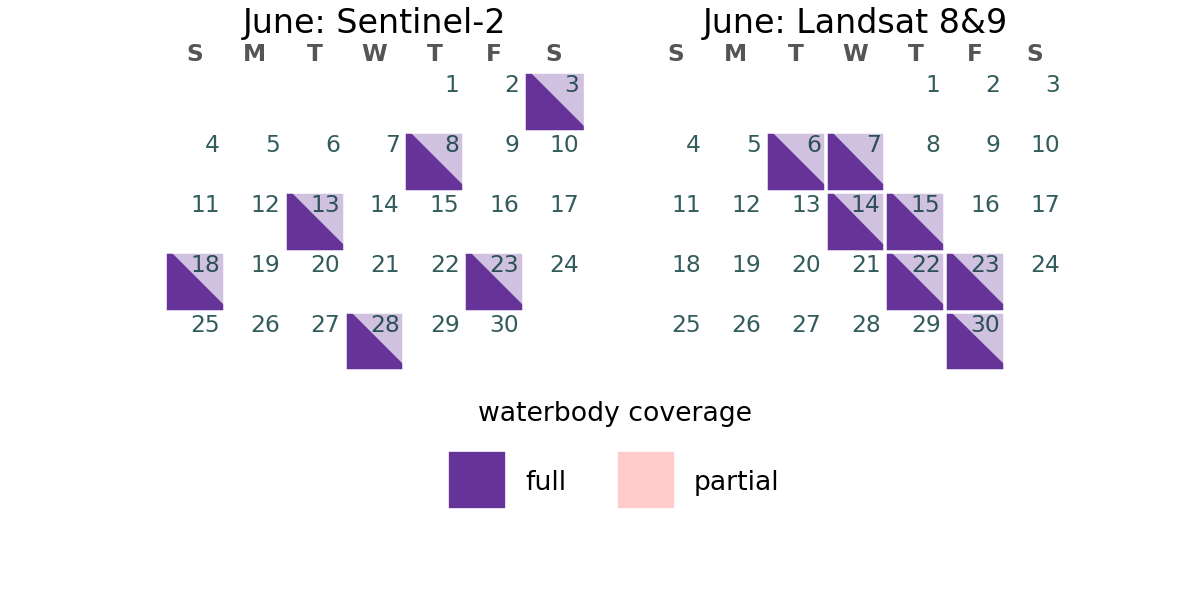 June: Sentinel-2
S M T W T F S
1 2 3
4 5 6 7 8 9 10
11 12 13 14 15 16 17
18 19 20 21 22 23 24
25 26 27 28 29 30
June: Landsat 8&9
S M T W T F S
1 2 3
4 5 6 7 8 9 10
11 12 13 14 15 16 17
18 19 20 21 22 23 24
25 26 27 28 29 30
waterbody coverage
full
partial